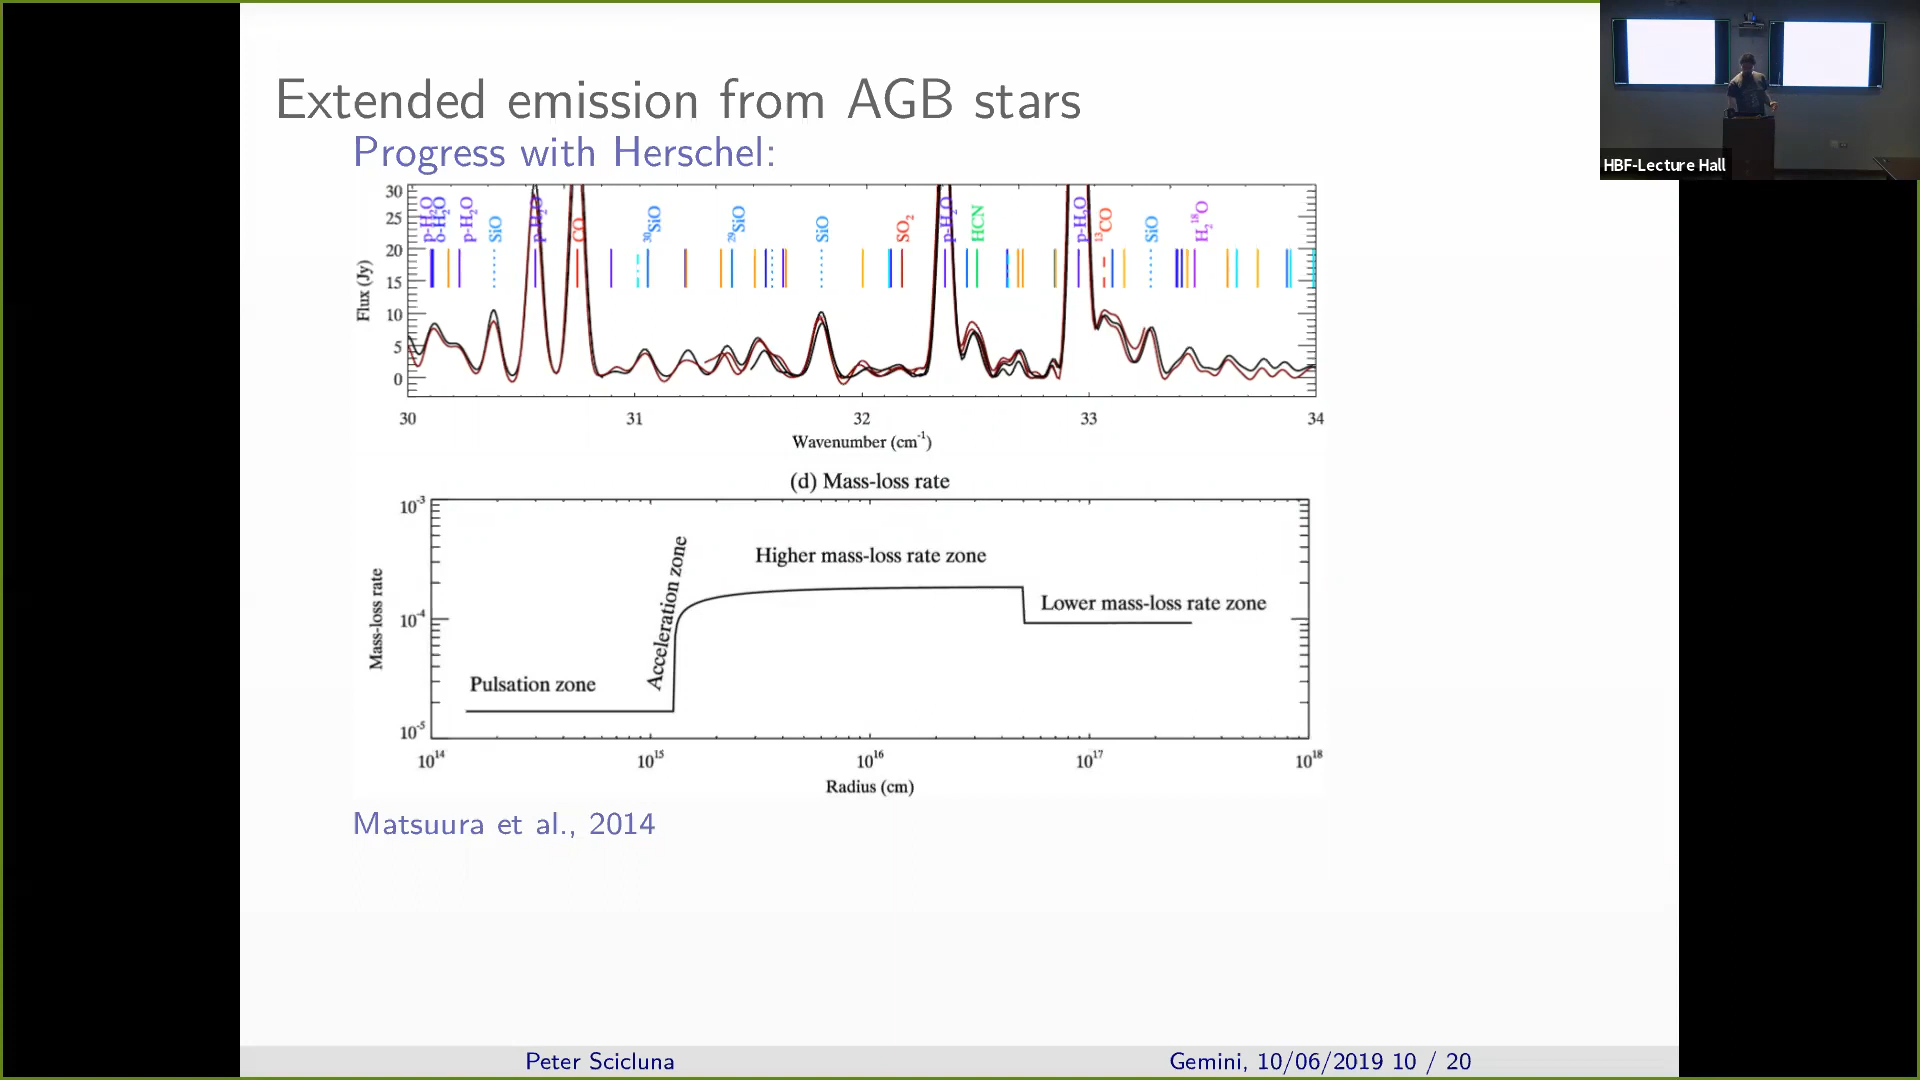 Extended emission from AGB stars
Progress with Herschel:
HBF-Lecture Hall
30
25
20
15
10
5
0
Flux (Jy)
p-H₂O
o-H₂O
p-H₂O
SiO
p-H₂O
CO
³⁰SiO
²⁹SiO
SiO
SO₂
p-H₂O
HCN
p-H₂O
¹³CO
SiO
H₂¹⁸O
30 31 32 33 34
Wavenumber (cm⁻¹)
(d) Mass-loss rate
10⁻³
10⁻⁴
10⁻⁵
Mass-loss rate
Pulsation zone
Acceleration zone
Higher mass-loss rate zone
Lower mass-loss rate zone
10¹⁴ 10¹⁵ 10¹⁶ 10¹⁷ 10¹⁸
Radius (cm)
Matsuura et al., 2014
Peter Scicluna
Gemini, 10/06/2019 10 / 20